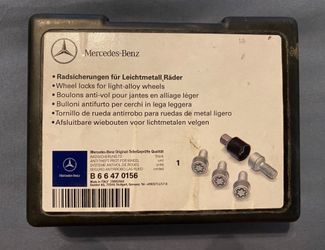 Mercedes-Benz
• Radsicherungen für Leichtmetall Räder
• Wheel locks for light-alloy wheels
• Boulons anti-vol pour jantes en alliage léger
• Bulloni antifurto per cerchi in lega leggera
• Tornillo de rueda antirrobo para ruedas de metal ligero
• Afsluitbare wielbouten voor lichtmetalen velgen
Mercedes-Benz Original-Teile
1
B 6 6 47 0156